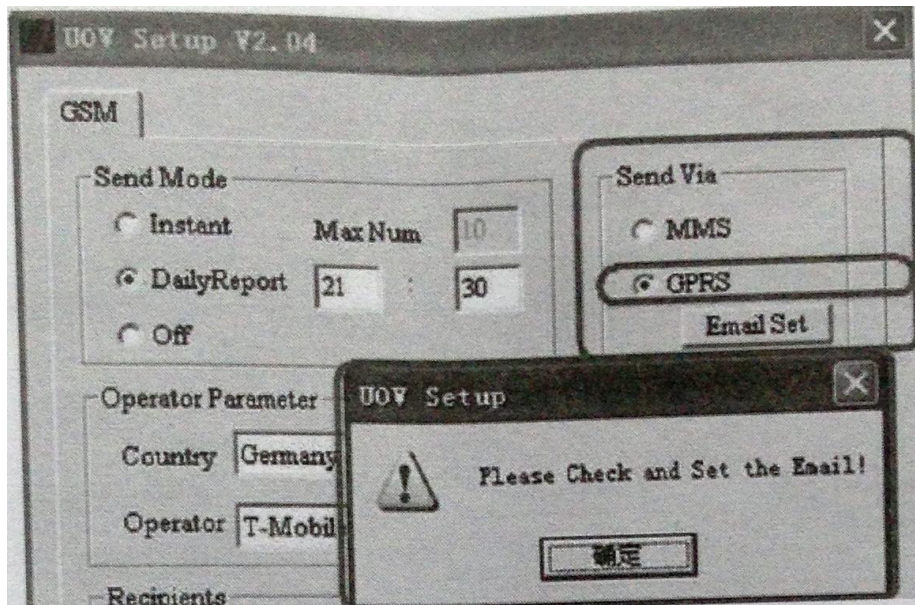 UOV Setup V2.04
GSM
Send Mode
Instant
Max Num 10
DailyReport 21 : 30
Off
Send Via
MMS
GPRS
Email Set
Operator Parameter
Country Germany
Operator T-Mobil
UOV Setup
Please Check and Set the Email!
确定
Recipients